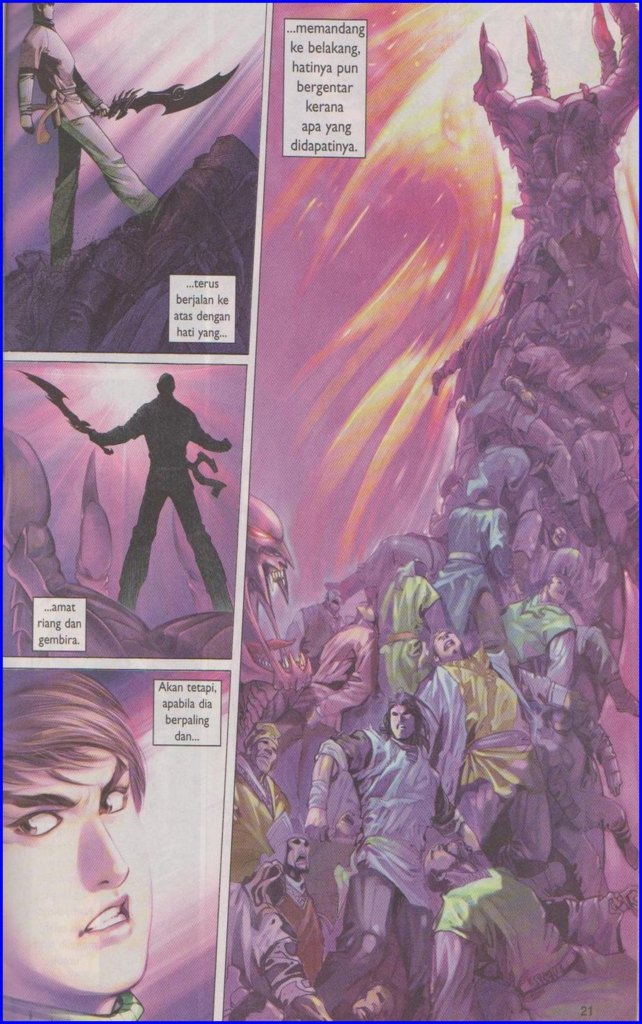 ...terus
berjalan ke
atas dengan
hati yang...
...amat
riang dan
gembira.
Akan tetapi,
apabila dia
berpaling
dan...
...memandang
ke belakang,
hatinya pun
bergentar
kerana
apa yang
didapatinya.
21